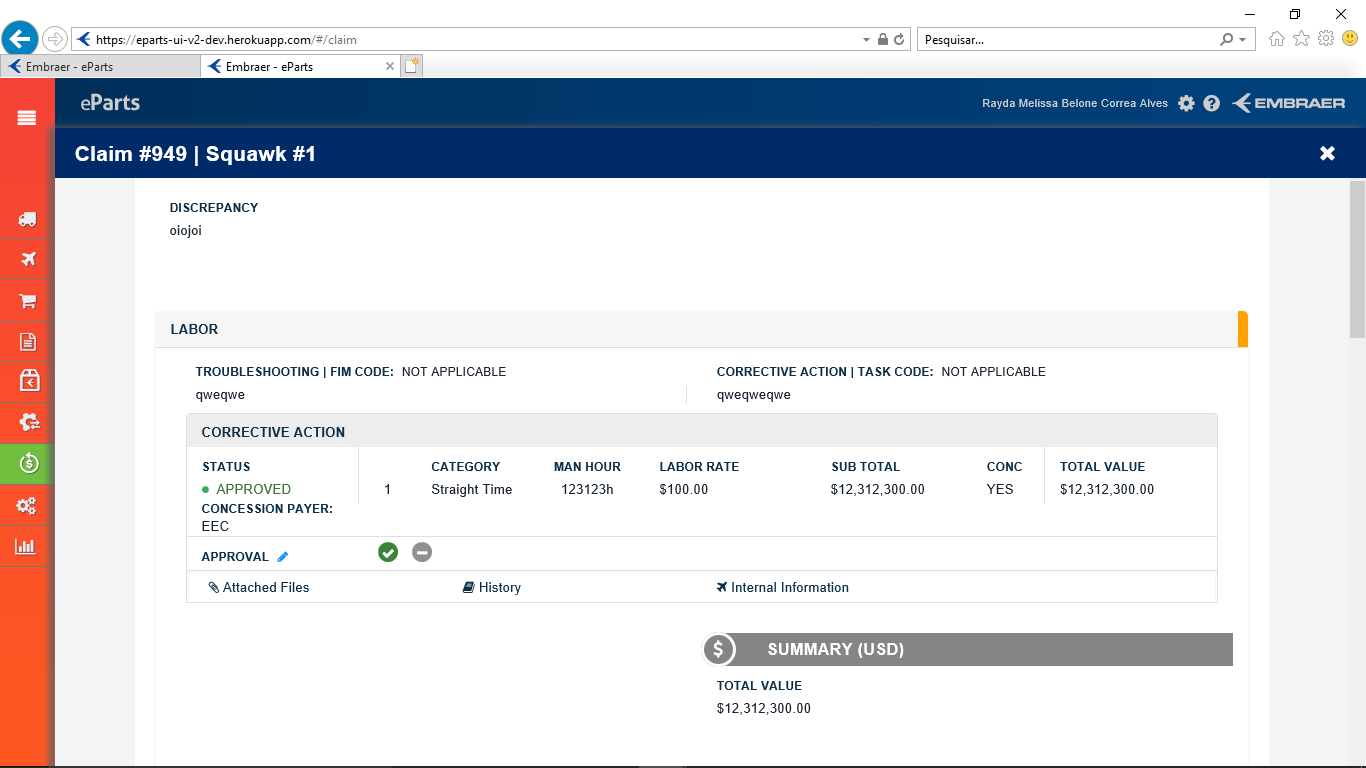 https://eparts-ui-v2-dev.herokuapp.com/#/claim
Pesquisar...
Embraer - eParts
Embraer - eParts
eParts
Rayda Melissa Belone Correa Alves
EMBRAER
Claim #949 | Squawk #1
DISCREPANCY
oiojoi
LABOR
TROUBLESHOOTING | FIM CODE: NOT APPLICABLE
CORRECTIVE ACTION | TASK CODE: NOT APPLICABLE
qweqwe
qweqweqwe
CORRECTIVE ACTION
STATUS CATEGORY MAN HOUR LABOR RATE SUB TOTAL CONC TOTAL VALUE
APPROVED 1 Straight Time 123123h $100.00 $12,312,300.00 YES $12,312,300.00
CONCESSION PAYER:
EEC
APPROVAL
Attached Files History Internal Information
$ SUMMARY (USD)
TOTAL VALUE
$12,312,300.00